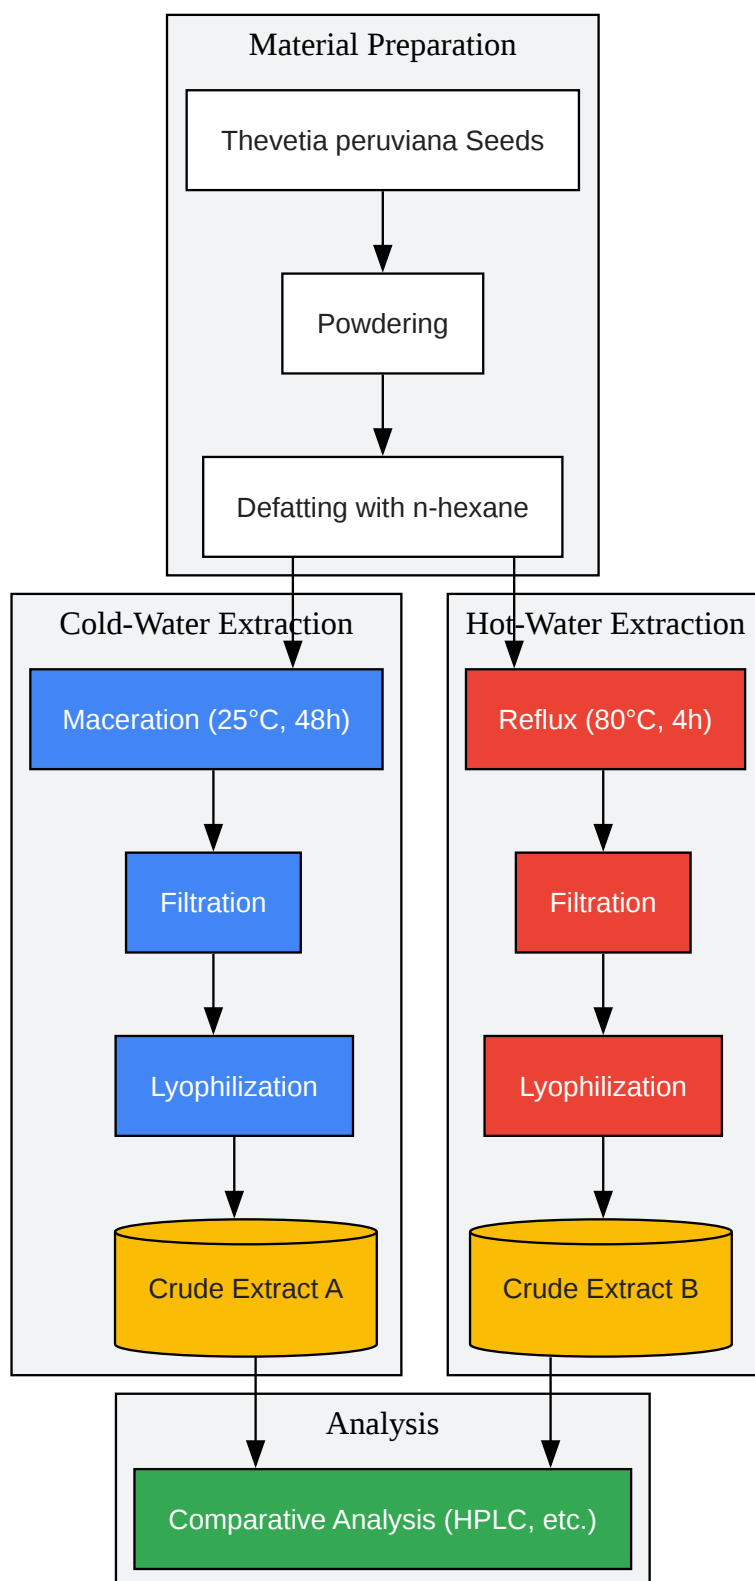 Material Preparation
Thevetia peruviana Seeds
Powdering
Defatting with n-hexane
Cold-Water Extraction
Maceration (25°C, 48h)
Filtration
Lyophilization
Crude Extract A
Hot-Water Extraction
Reflux (80°C, 4h)
Filtration
Lyophilization
Crude Extract B
Analysis
Comparative Analysis (HPLC, etc.)